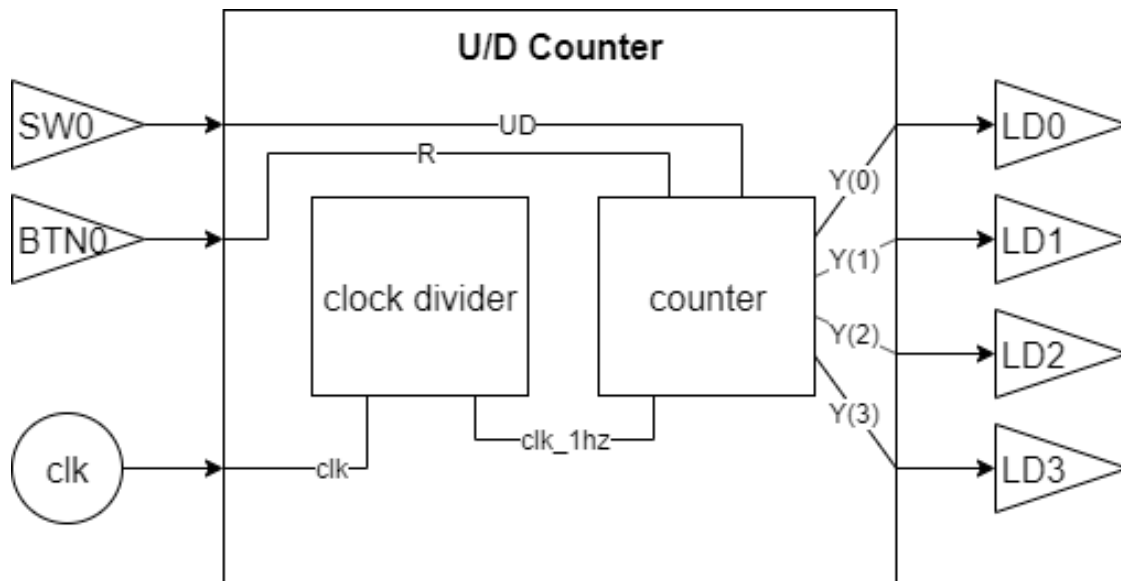 U/D Counter
SW0
UD
LD0
R
Y(0)
BTN0
Y(1)
LD1
clock divider
counter
Y(2)
LD2
Y(3)
clk
clk
clk_1hz
LD3